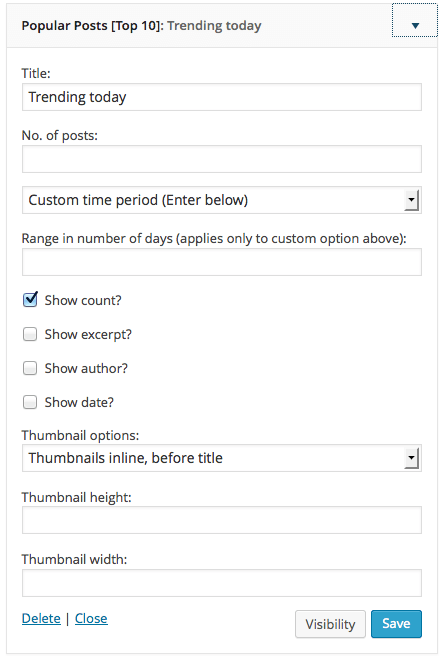 Popular Posts [Top 10]: Trending today
Title:
Trending today
No. of posts:
Custom time period (Enter below)
Range in number of days (applies only to custom option above):
Show count?
Show excerpt?
Show author?
Show date?
Thumbnail options:
Thumbnails inline, before title
Thumbnail height:
Thumbnail width:
Delete | Close Visibility Save